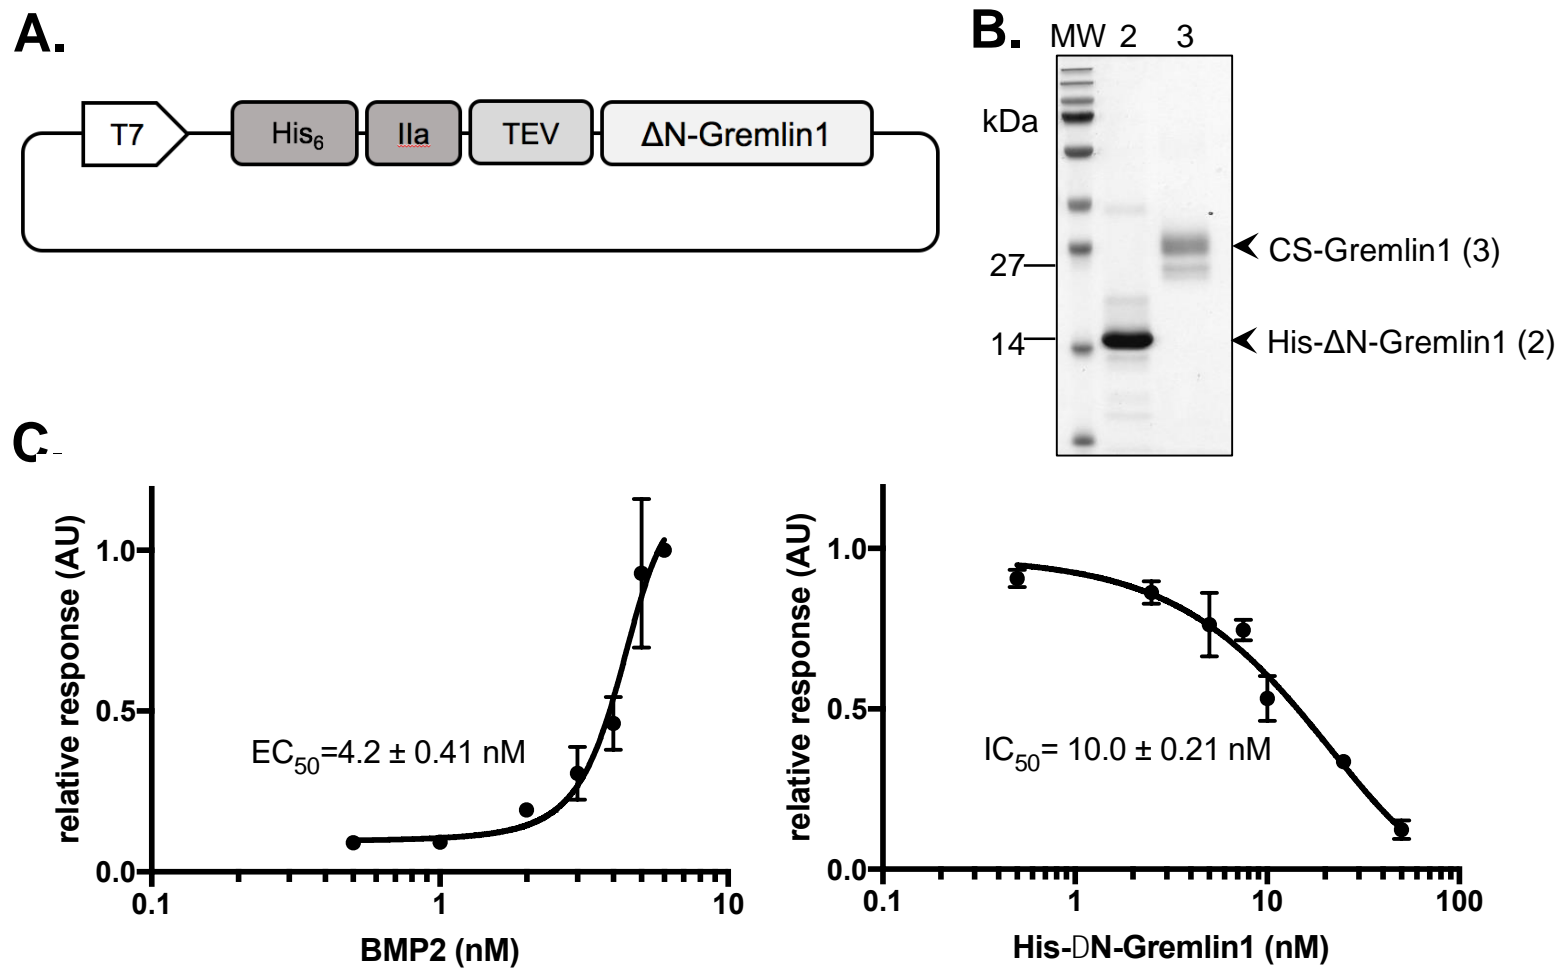 A.
T7
His6
IIa
TEV
ΔN-Gremlin1
B.
MW 2 3
kDa
27
14
CS-Gremlin1 (3)
His-ΔN-Gremlin1 (2)
C
relative response (AU)
1.0
0.5
0.0
EC50=4.2 ± 0.41 nM
0.1 1 10
BMP2 (nM)
relative response (AU)
1.0
0.5
0.0
IC50= 10.0 ± 0.21 nM
0.1 1 10 100
His-DN-Gremlin1 (nM)